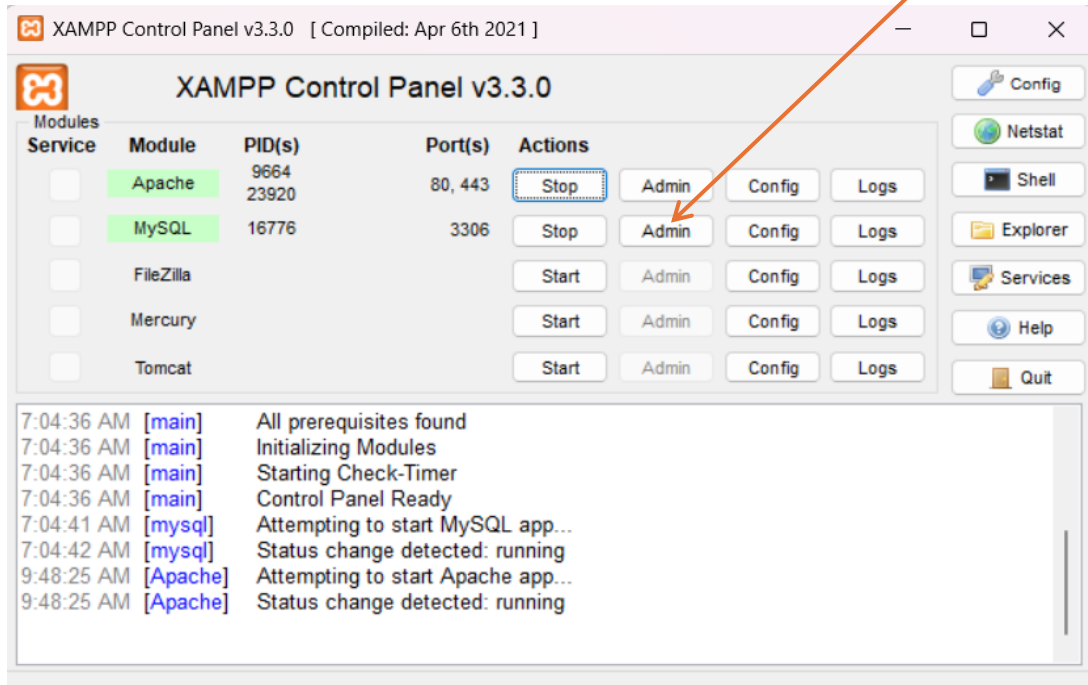 XAMPP Control Panel v3.3.0 [ Compiled: Apr 6th 2021 ]
XAMPP Control Panel v3.3.0
Config
Modules
Service Module PID(s) Port(s) Actions
Netstat
Apache 9664 23920 80, 443 Stop Admin Config Logs
Shell
MySQL 16776 3306 Stop Admin Config Logs
Explorer
FileZilla Start Admin Config Logs
Services
Mercury Start Admin Config Logs
Help
Tomcat Start Admin Config Logs
Quit
7:04:36 AM [main] All prerequisites found
7:04:36 AM [main] Initializing Modules
7:04:36 AM [main] Starting Check-Timer
7:04:36 AM [main] Control Panel Ready
7:04:41 AM [mysql] Attempting to start MySQL app...
7:04:42 AM [mysql] Status change detected: running
9:48:25 AM [Apache] Attempting to start Apache app...
9:48:25 AM [Apache] Status change detected: running